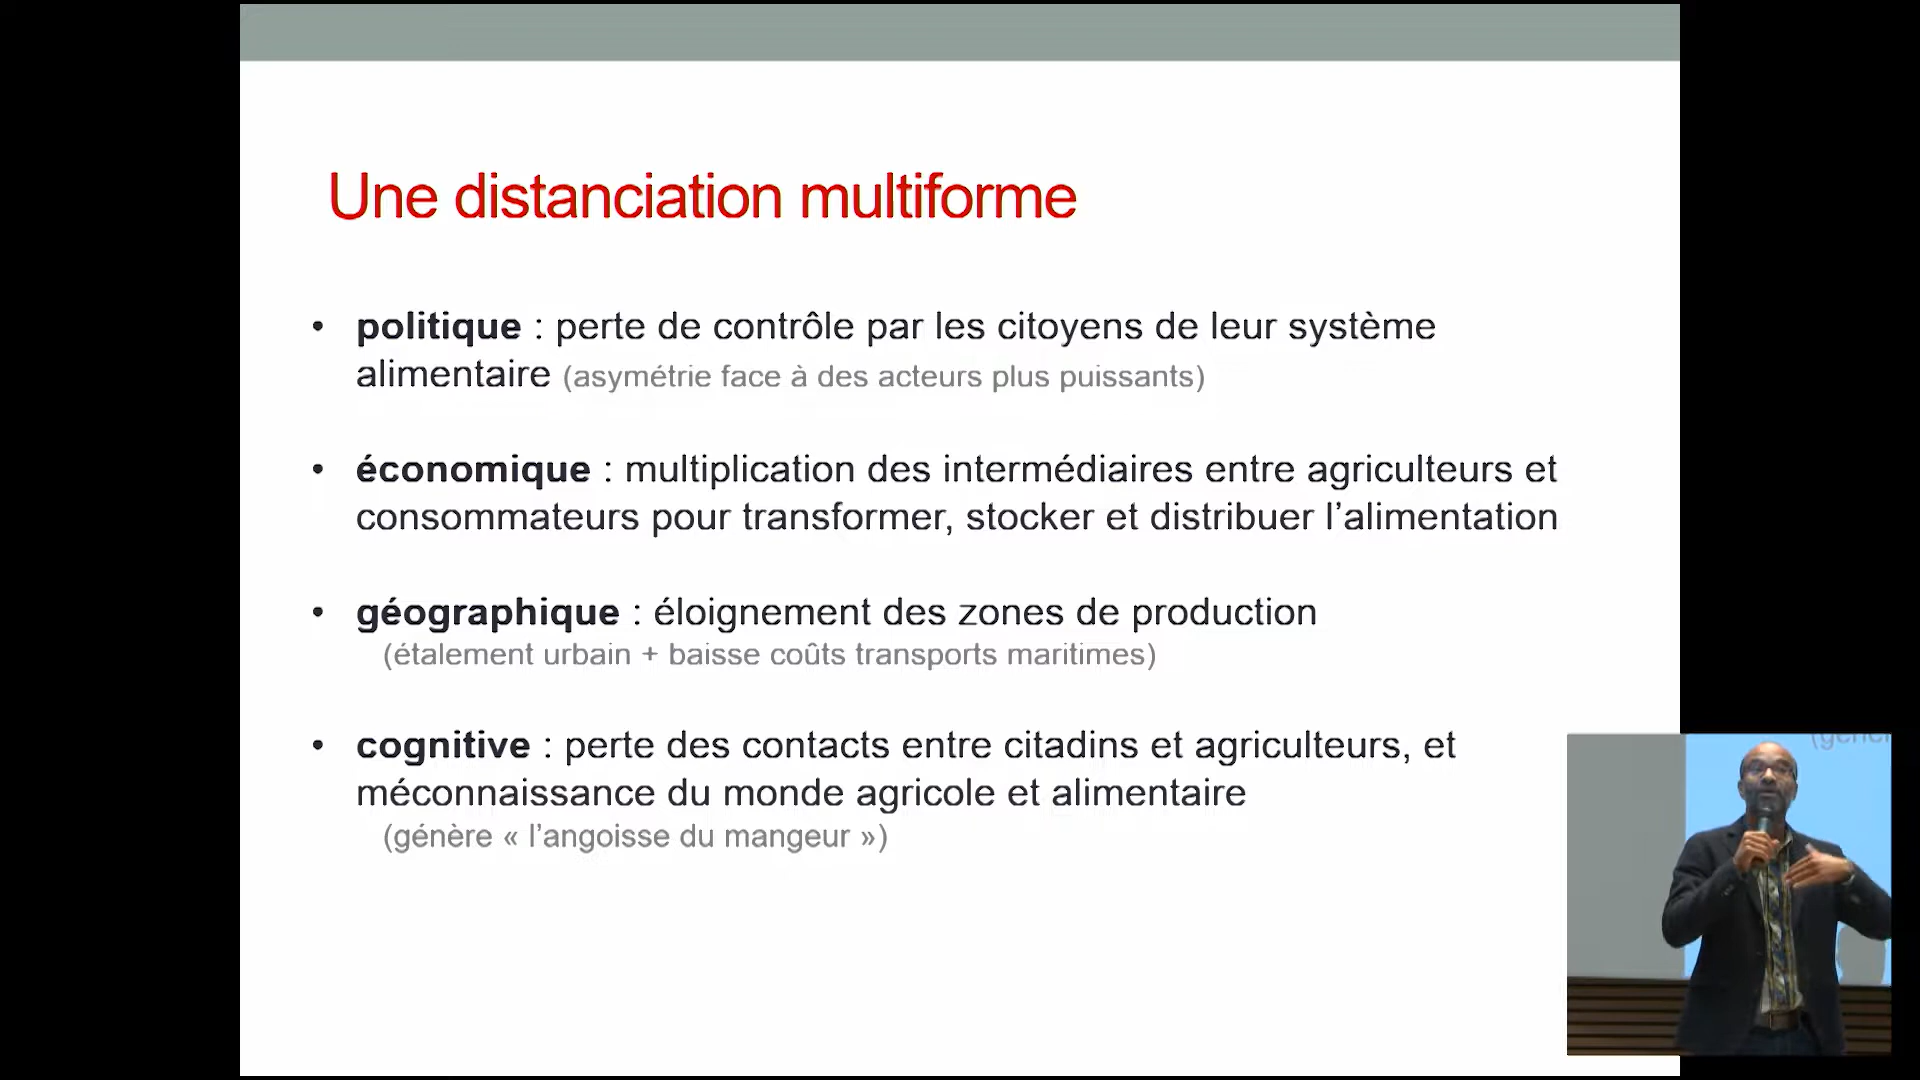 Une distanciation multiforme
• politique : perte de contrôle par les citoyens de leur système
alimentaire (asymétrie face à des acteurs plus puissants)
• économique : multiplication des intermédiaires entre agriculteurs et
consommateurs pour transformer, stocker et distribuer l’alimentation
• géographique : éloignement des zones de production
(étalement urbain + baisse coûts transports maritimes)
• cognitive : perte des contacts entre citadins et agriculteurs, et
méconnaissance du monde agricole et alimentaire
(génère « l’angoisse du mangeur »)